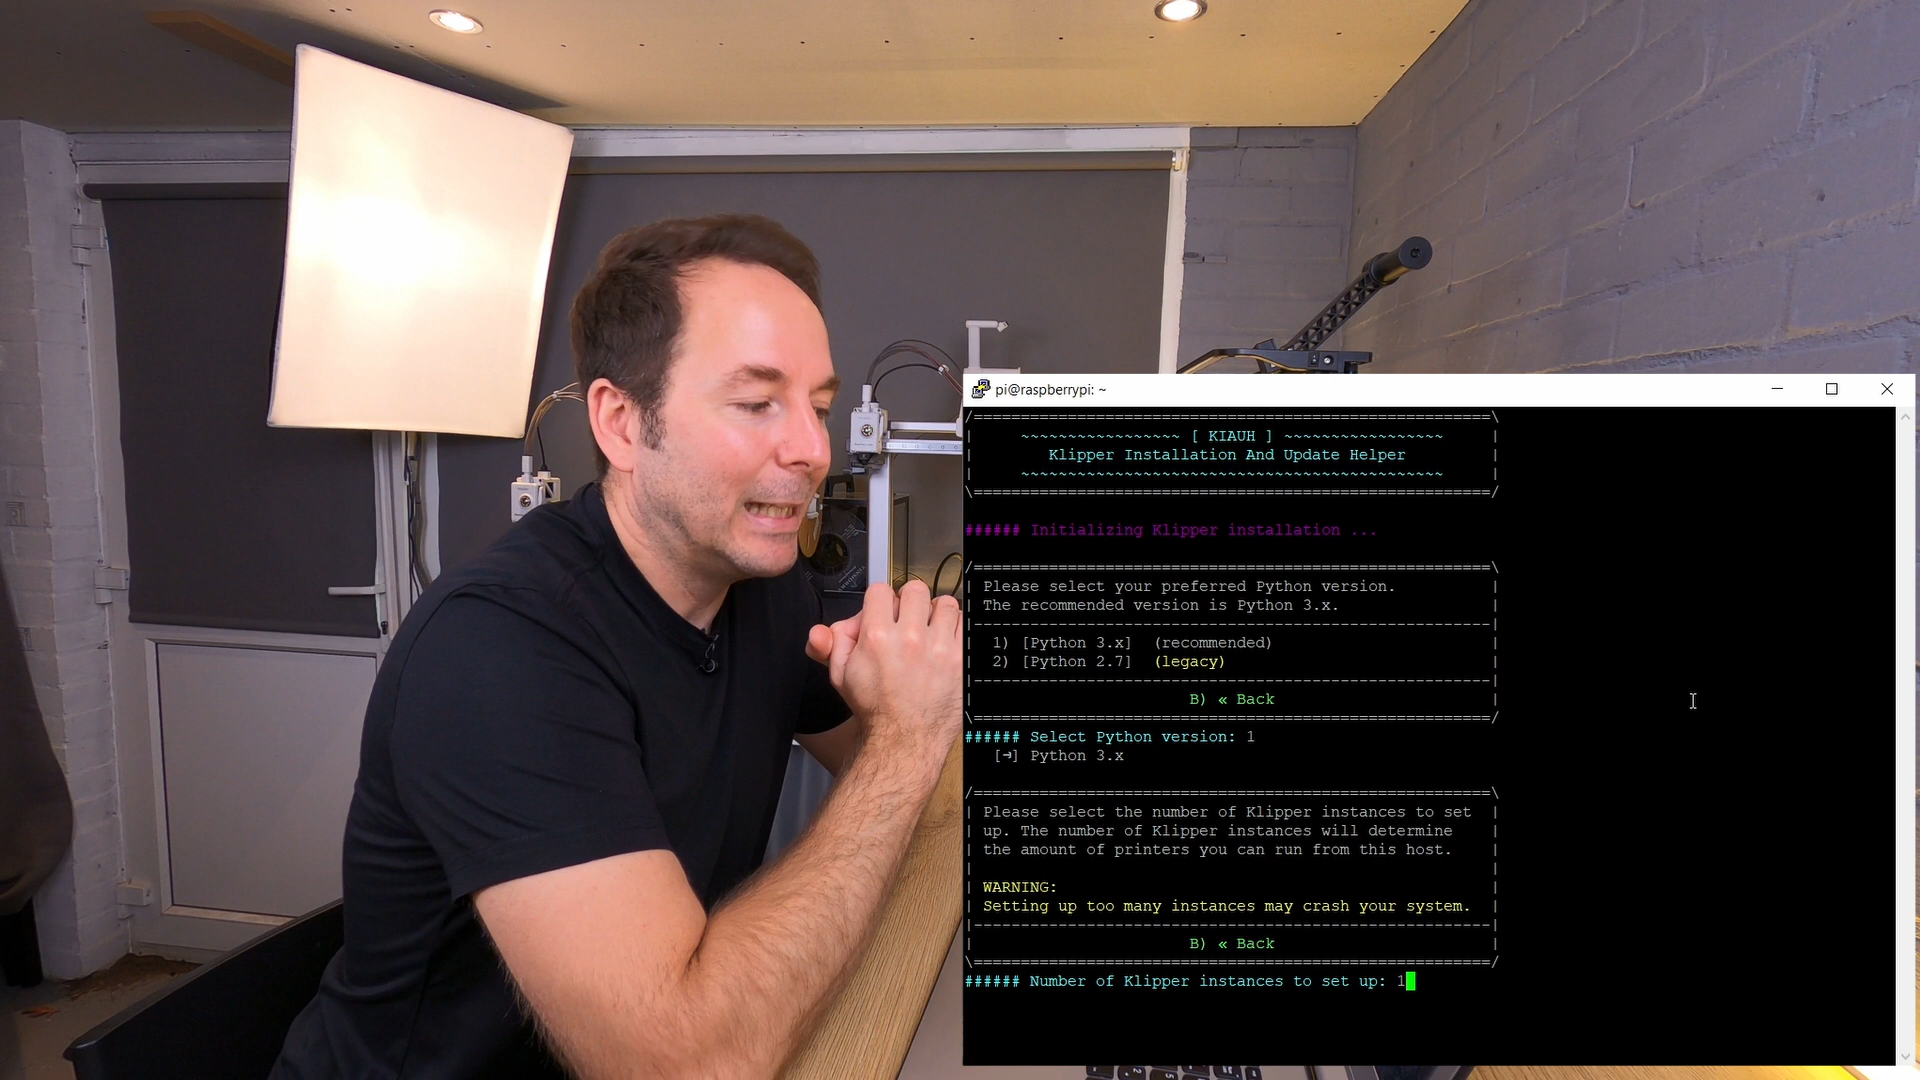 pi@raspberrypi: ~
/=======================================================\
| ~~~~~~~~~~~~~~~~~ [ KIAUH ] ~~~~~~~~~~~~~~~~~ |
| Klipper Installation And Update Helper |
| ~~~~~~~~~~~~~~~~~~~~~~~~~~~~~~~~~~~~~~~~~~~~~ |
\=======================================================/
###### Initializing Klipper installation ...
/=======================================================\
| Please select your preferred Python version. |
| The recommended version is Python 3.x. |
|-------------------------------------------------------|
| 1) [Python 3.x] (recommended) |
| 2) [Python 2.7] (legacy) |
|-------------------------------------------------------|
| B) « Back |
\=======================================================/
###### Select Python version: 1
[➔] Python 3.x
/=======================================================\
| Please select the number of Klipper instances to set |
| up. The number of Klipper instances will determine |
| the amount of printers you can run from this host. |
| |
| WARNING: |
| Setting up too many instances may crash your system. |
|-------------------------------------------------------|
| B) « Back |
\=======================================================/
###### Number of Klipper instances to set up: 1